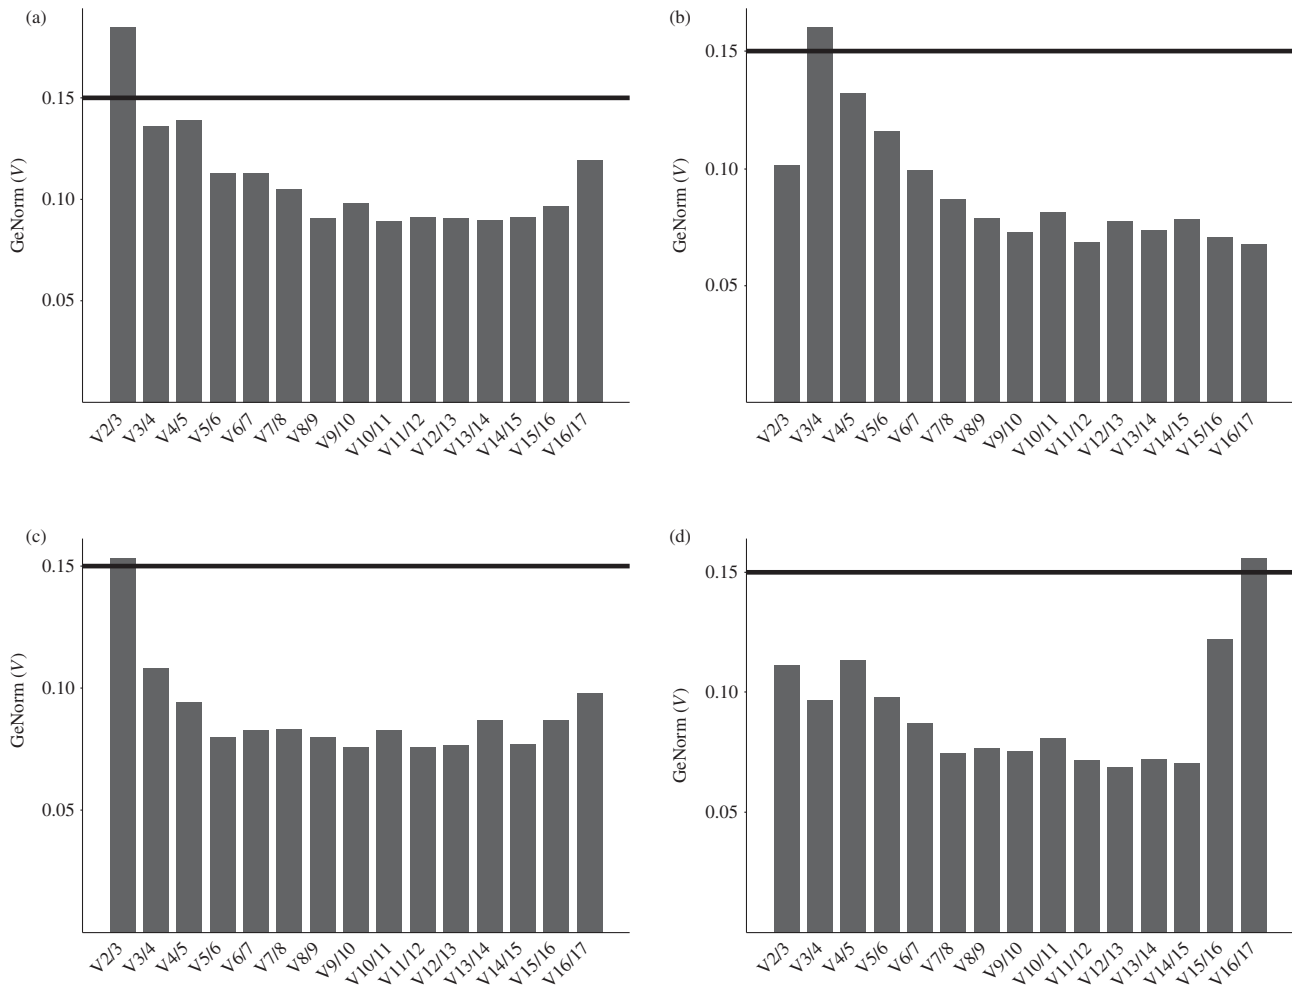 (a)
GeNorm (V)
0.15
0.10
0.05
V2/3
V3/4
V4/5
V5/6
V6/7
V7/8
V8/9
V9/10
V10/11
V11/12
V12/13
V13/14
V14/15
V15/16
V16/17
(b)
GeNorm (V)
0.15
0.10
0.05
V2/3
V3/4
V4/5
V5/6
V6/7
V7/8
V8/9
V9/10
V10/11
V11/12
V12/13
V13/14
V14/15
V15/16
V16/17
(c)
GeNorm (V)
0.15
0.10
0.05
V2/3
V3/4
V4/5
V5/6
V6/7
V7/8
V8/9
V9/10
V10/11
V11/12
V12/13
V13/14
V14/15
V15/16
V16/17
(d)
GeNorm (V)
0.15
0.10
0.05
V2/3
V3/4
V4/5
V5/6
V6/7
V7/8
V8/9
V9/10
V10/11
V11/12
V12/13
V13/14
V14/15
V15/16
V16/17